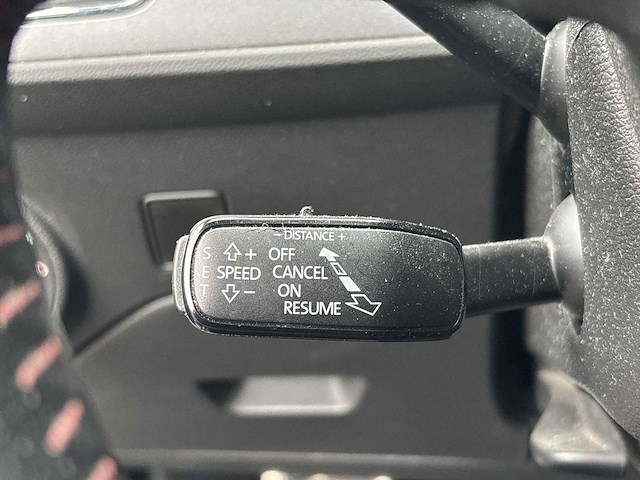 - DISTANCE +
S + OFF
E SPEED CANCEL
T - ON
RESUME